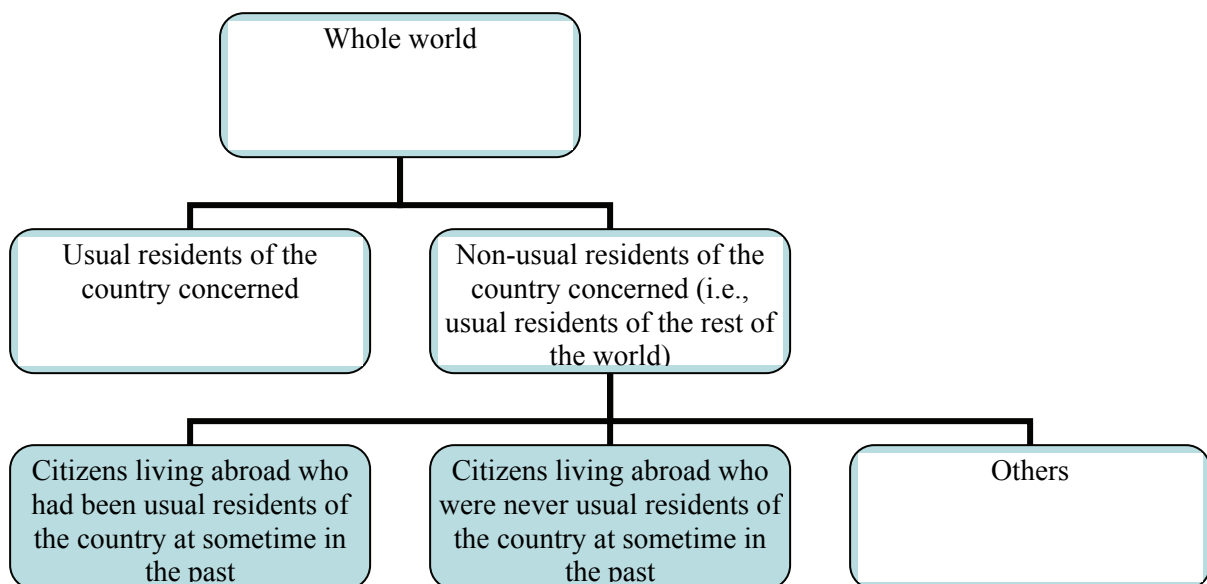 Whole world
Usual residents of the
country concerned
Non-usual residents of the
country concerned (i.e.,
usual residents of the rest of
the world)
Citizens living abroad who
had been usual residents of
the country at sometime in
the past
Citizens living abroad who
were never usual residents of
the country at sometime in
the past
Others